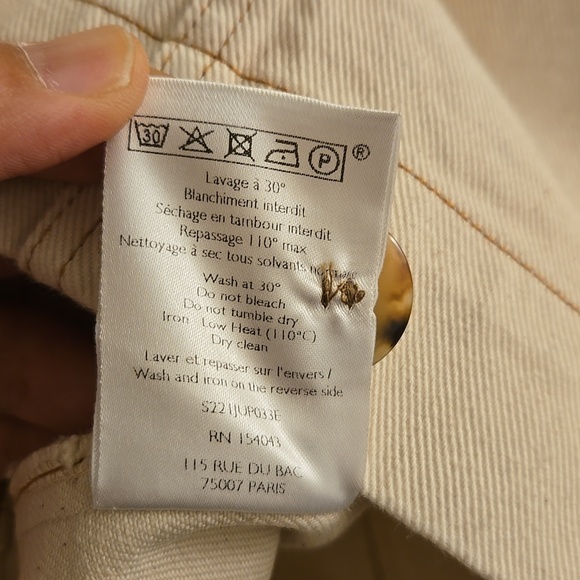 30 P ®
Lavage à 30°
Blanchiment interdit
Séchage en tambour interdit
Repassage 110° max
Nettoyage à sec tous solvants
Wash at 30°
Do not bleach
Do not tumble dry
Iron Low Heat (110°C)
Dry clean
Laver et repasser sur l'envers /
Wash and iron on the reverse side
S221JUP033E
RN 154043
115 RUE DU BAC
75007 PARIS